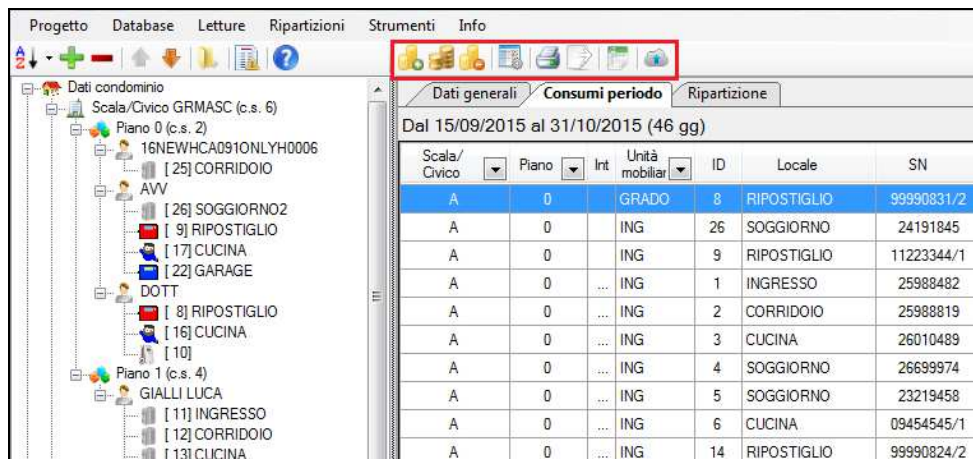 Progetto Database Letture Ripartizioni Strumenti Info
A Z
Dati condominio
Scala/Civico GRMASC (c.s. 6)
Piano 0 (c.s. 2)
16NEWHCA091ONLYH0006
[ 25] CORRIDOIO
AVV
[ 26] SOGGIORNO2
[ 9] RIPOSTIGLIO
[ 17] CUCINA
[ 22] GARAGE
DOTT
[ 8] RIPOSTIGLIO
[ 16] CUCINA
[ 10]
Piano 1 (c.s. 4)
GIALLI LUCA
[ 11] INGRESSO
[ 12] CORRIDOIO
[ 13] CUCINA
Dati generali Consumi periodo Ripartizione
Dal 15/09/2015 al 31/10/2015 (46 gg)
Scala/ Civico Piano Int Unità mobiliar ID Locale SN
A 0 GRADO 8 RIPOSTIGLIO 99990831/2
A 0 ING 26 SOGGIORNO 24191845
A 0 ING 9 RIPOSTIGLIO 11223344/1
A 0 ... ING 1 INGRESSO 25988482
A 0 ... ING 2 CORRIDOIO 25988819
A 0 ... ING 3 CUCINA 26010489
A 0 ... ING 4 SOGGIORNO 26699974
A 0 ... ING 5 SOGGIORNO 23219458
A 0 ... ING 6 CUCINA 09454545/1
A 0 ... ING 14 RIPOSTIGLIO 99990824/2